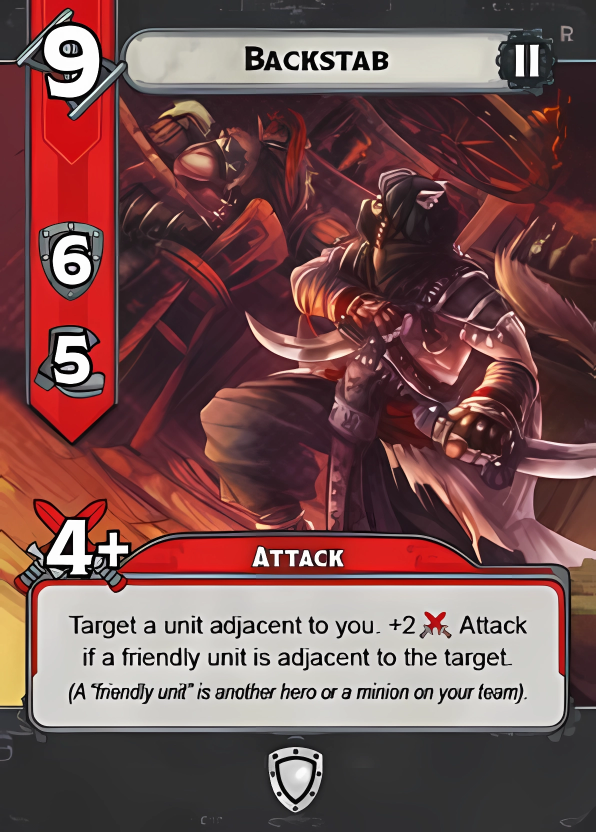 9
BACKSTAB
II
R
6
5
4+
ATTACK
Target a unit adjacent to you. +2 Attack
if a friendly unit is adjacent to the target.
(A "friendly unit" is another hero or a minion on your team).